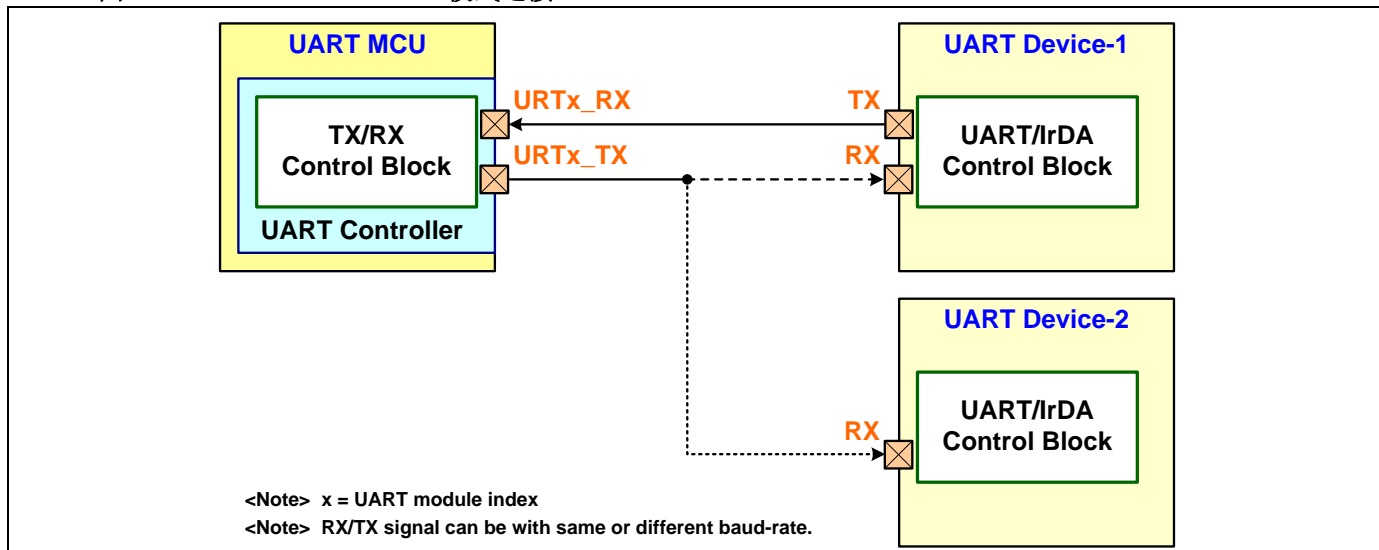 UART MCU
UART Device-1
URTx_RX
TX
TX/RX
Control Block
UART/IrDA
Control Block
URTx_TX
RX
UART Controller
UART Device-2
UART/IrDA
Control Block
RX
<Note> x = UART module index
<Note> RX/TX signal can be with same or different baud-rate.